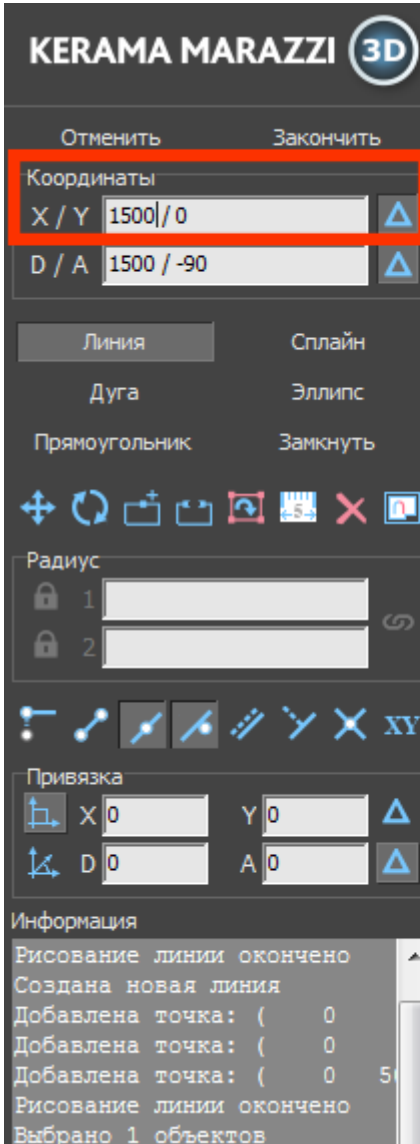 KERAMA MARAZZI 3D
Отменить Закончить
Координаты
X / Y 1500 / 0
D / A 1500 / -90
Линия Сплайн
Дуга Эллипс
Прямоугольник Замкнуть
5
Радиус
1
2
XY
Привязка
X 0 Y 0
D 0 A 0
Информация
Рисование линии окончено
Создана новая линия
Добавлена точка: ( 0
Добавлена точка: ( 0
Добавлена точка: ( 0
Рисование линии окончено
Выбрано 1 объектов